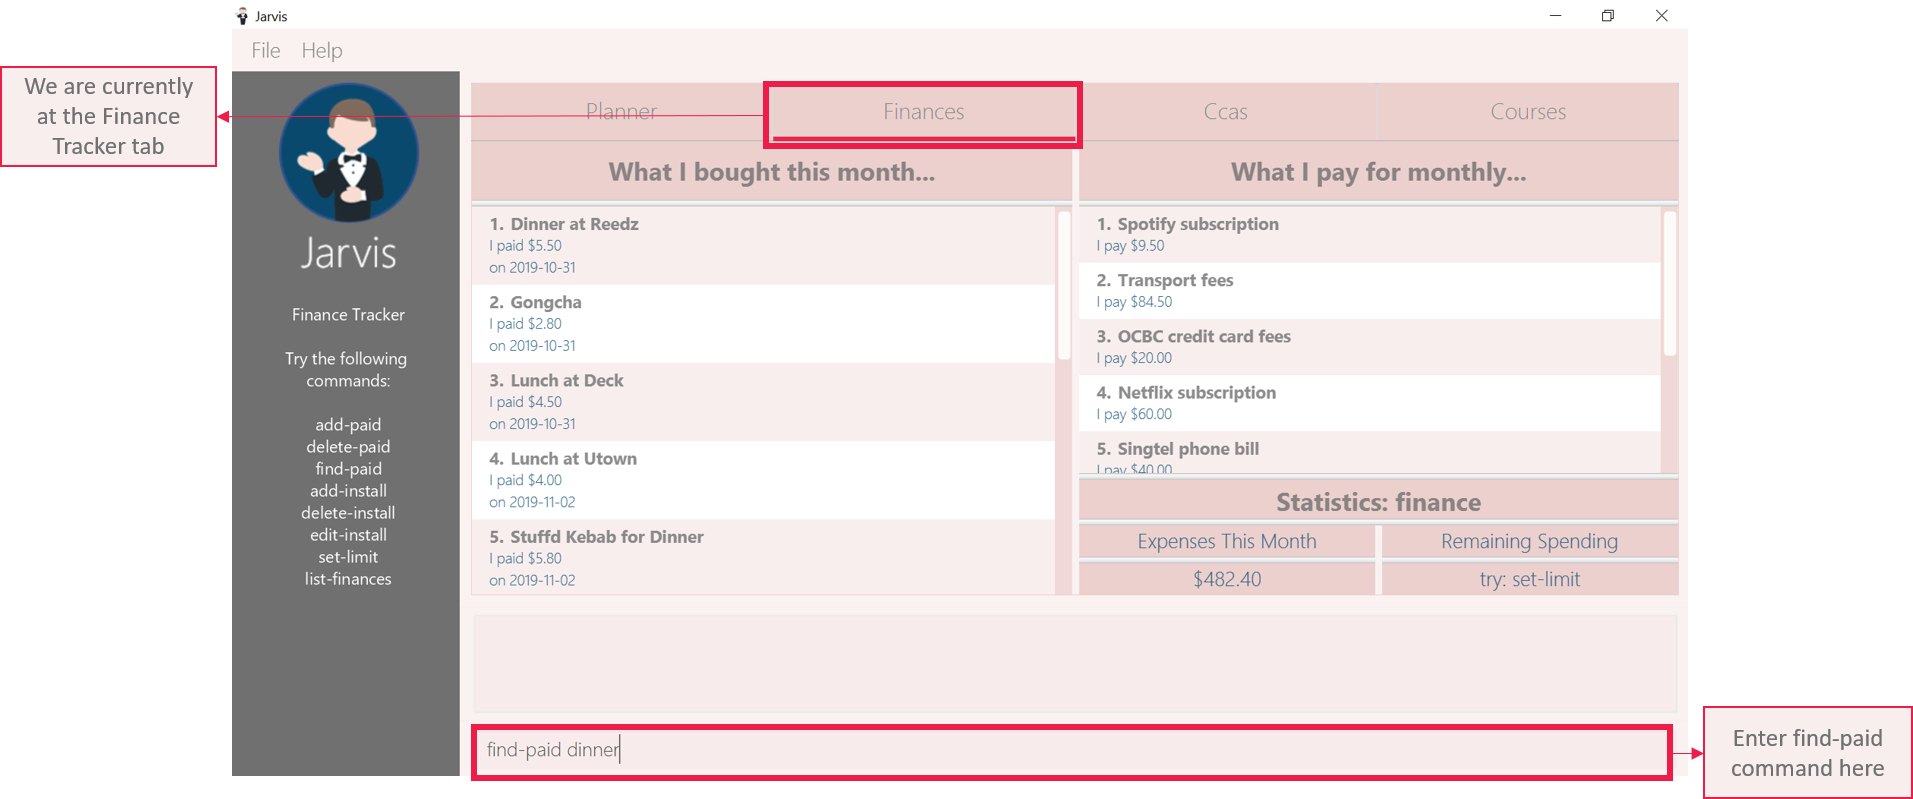 Jarvis
File Help
We are currently
at the Finance
Tracker tab
Jarvis
Finance Tracker
Try the following
commands:
add-paid
delete-paid
find-paid
add-install
delete-install
edit-install
set-limit
list-finances
Planner Finances Ccas Courses
What I bought this month...
1. Dinner at Reedz
I paid $5.50
on 2019-10-31
2. Gongcha
I paid $2.80
on 2019-10-31
3. Lunch at Deck
I paid $4.50
on 2019-10-31
4. Lunch at Utown
I paid $4.00
on 2019-11-02
5. Stuffd Kebab for Dinner
I paid $5.80
on 2019-11-02
What I pay for monthly...
1. Spotify subscription
I pay $9.50
2. Transport fees
I pay $84.50
3. OCBC credit card fees
I pay $20.00
4. Netflix subscription
I pay $60.00
5. Singtel phone bill
I pay $40.00
Statistics: finance
Expenses This Month Remaining Spending
$482.40 try: set-limit
find-paid dinner
Enter find-paid
command here